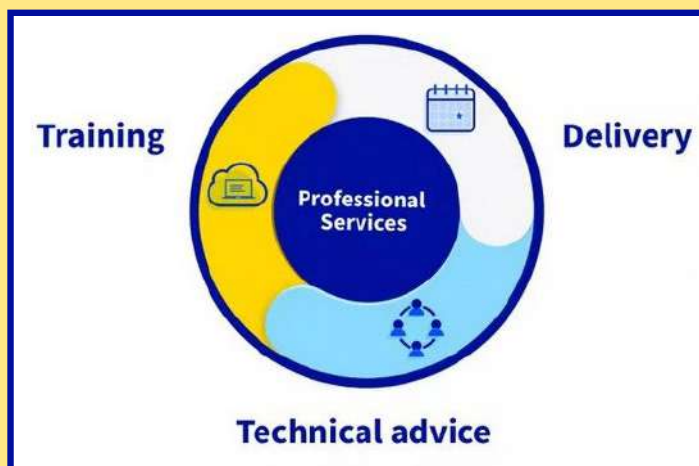 Training
Delivery
Professional
Services
Technical advice